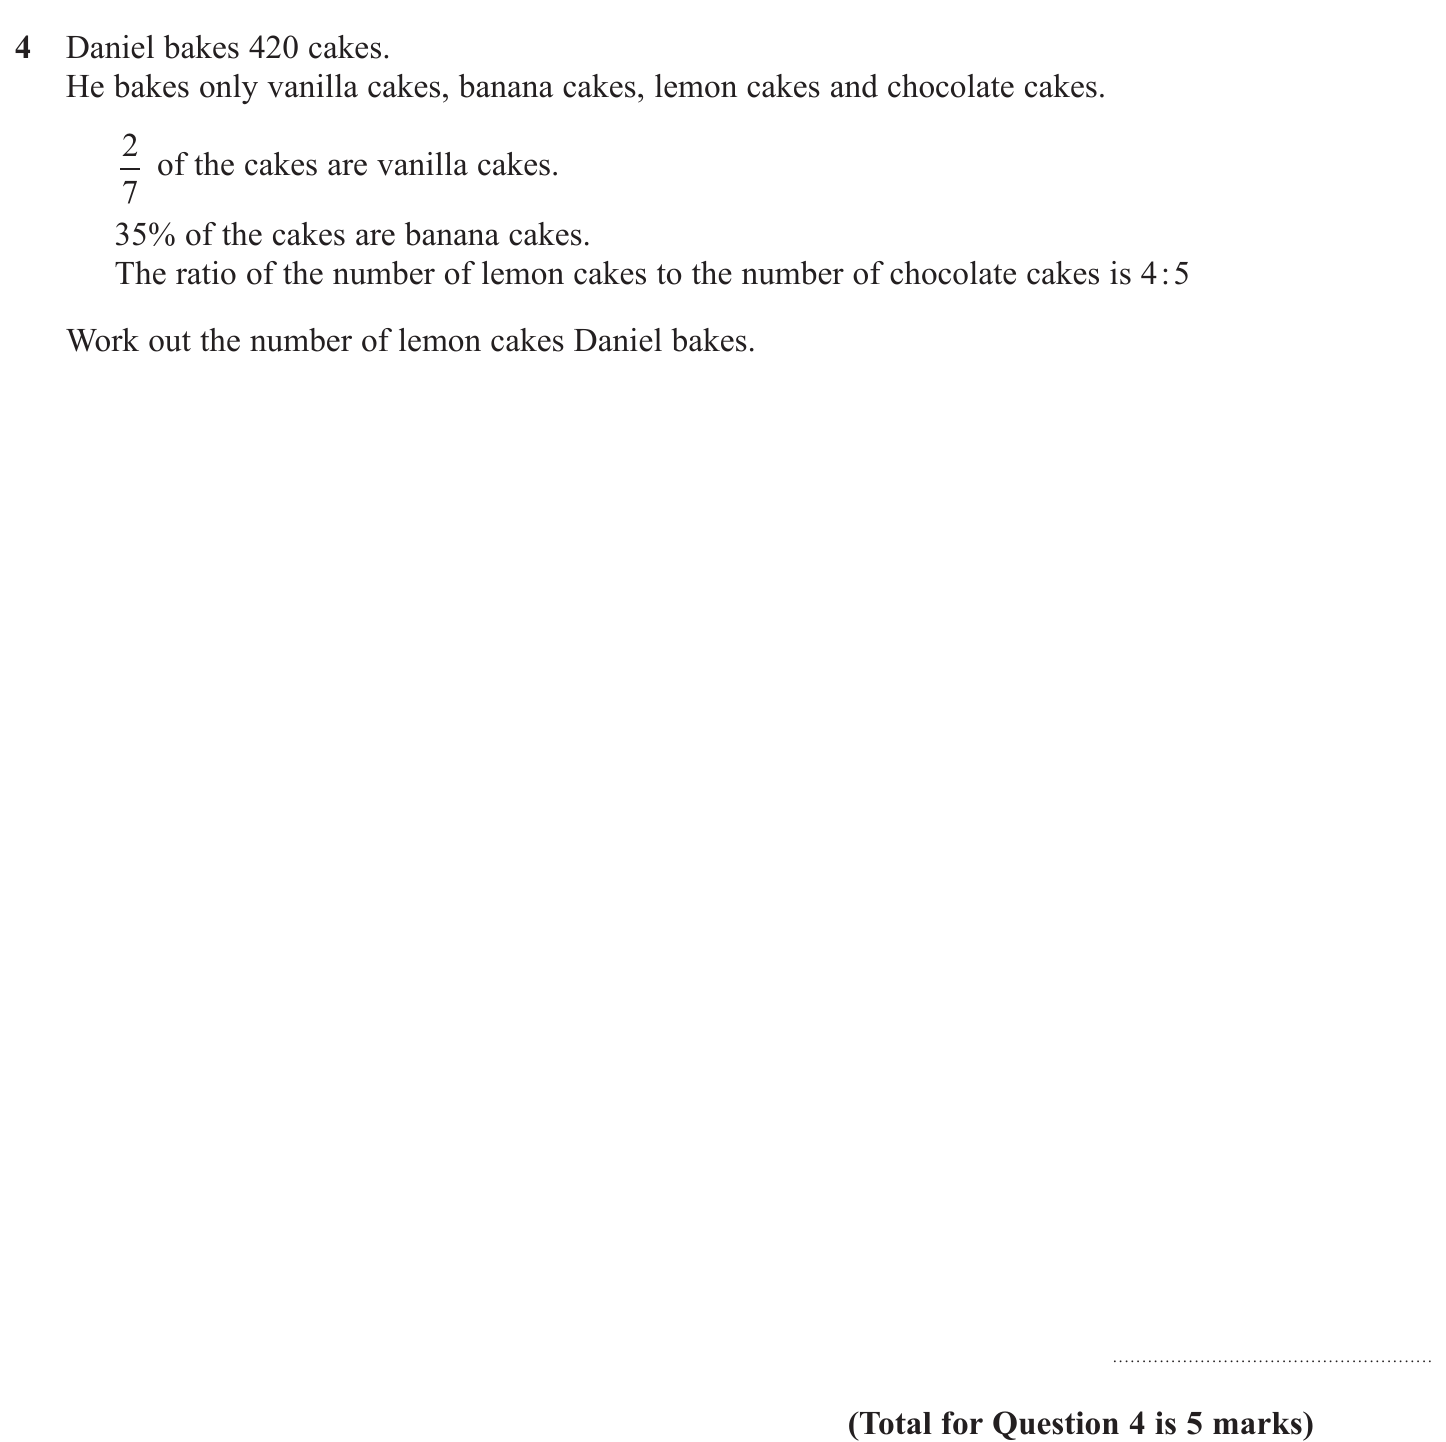 4 Daniel bakes 420 cakes.
He bakes only vanilla cakes, banana cakes, lemon cakes and chocolate cakes.
2/7 of the cakes are vanilla cakes.
35% of the cakes are banana cakes.
The ratio of the number of lemon cakes to the number of chocolate cakes is 4:5
Work out the number of lemon cakes Daniel bakes.
(Total for Question 4 is 5 marks)